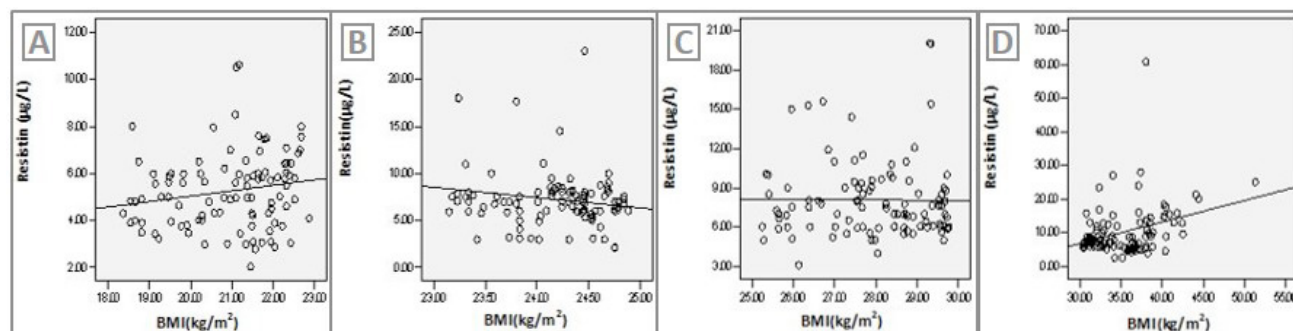 A
Resistin (µg/L)
12.00
10.00
8.00
6.00
4.00
2.00
18.00 19.00 20.00 21.00 22.00 23.00
BMI(kg/m²)
B
Resistin(µg/L)
25.00
20.00
15.00
10.00
5.00
0.00
23.00 23.50 24.00 24.50 25.00
BMI(kg/m²)
C
Resistin (µg/L)
21.00
18.00
15.00
12.00
9.00
6.00
3.00
25.00 26.00 27.00 28.00 29.00 30.00
BMI(kg/m²)
D
Resistin (µg/L)
70.00
60.00
50.00
40.00
30.00
20.00
10.00
0.00
30.00 35.00 40.00 45.00 50.00 55.00
BMI(kg/m²)